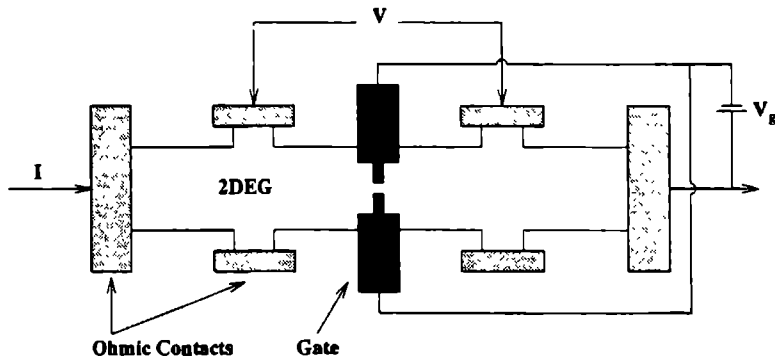 V
V_g
I
2DEG
Ohmic Contacts
Gate